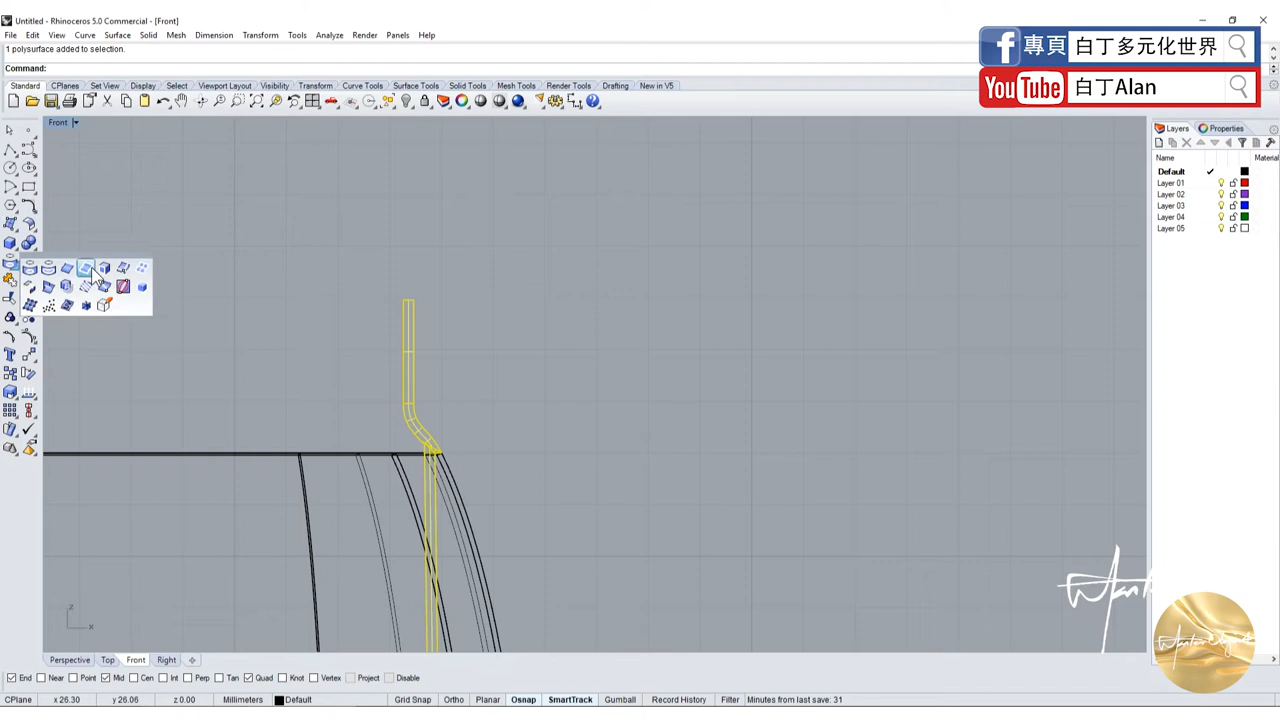 Untitled - Rhinoceros 5.0 Commercial - [Front]
File Edit View Curve Surface Solid Mesh Dimension Transform Tools Analyze Render Panels Help
1 polysurface added to selection.
Command:
專頁 白丁多元化世界
YouTube 白丁Alan
Standard CPlanes Set View Display Select Viewport Layout Visibility Transform Curve Tools Surface Tools Solid Tools Mesh Tools Render Tools Drafting New in V5
Front
Layers Properties
Name Material
Default
Layer 01
Layer 02
Layer 03
Layer 04
Layer 05
z
x
Perspective Top Front Right
End Near Point Mid Cen Int Perp Tan Quad Knot Vertex Project Disable
CPlane x 26.30 y 26.06 z 0.00 Millimeters Default Grid Snap Ortho Planar Osnap SmartTrack Gumball Record History Filter Minutes from last save: 31